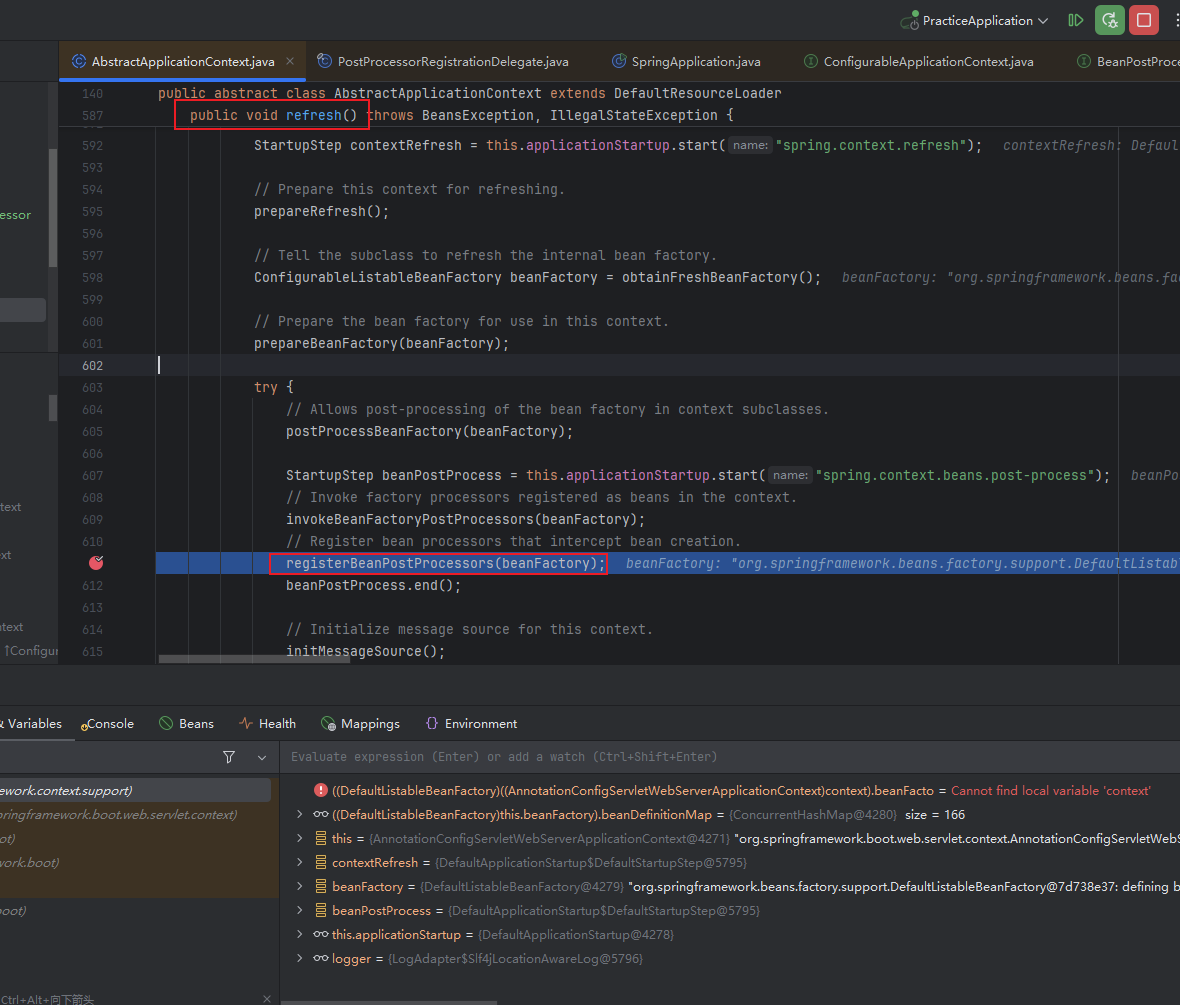 PracticeApplication
AbstractApplicationContext.java
PostProcessorRegistrationDelegate.java
SpringApplication.java
ConfigurableApplicationContext.java
BeanPostProce
140 public abstract class AbstractApplicationContext extends DefaultResourceLoader
587 public void refresh() throws BeansException, IllegalStateException {
592 StartupStep contextRefresh = this.applicationStartup.start( name: "spring.context.refresh"); contextRefresh: Defaul
593
594 // Prepare this context for refreshing.
595 prepareRefresh();
596
597 // Tell the subclass to refresh the internal bean factory.
598 ConfigurableListableBeanFactory beanFactory = obtainFreshBeanFactory(); beanFactory: "org.springframework.beans.fa
599
600 // Prepare the bean factory for use in this context.
601 prepareBeanFactory(beanFactory);
602
603 try {
604 // Allows post-processing of the bean factory in context subclasses.
605 postProcessBeanFactory(beanFactory);
606
607 StartupStep beanPostProcess = this.applicationStartup.start( name: "spring.context.beans.post-process"); beanPo
608 // Invoke factory processors registered as beans in the context.
609 invokeBeanFactoryPostProcessors(beanFactory);
610 // Register bean processors that intercept bean creation.
registerBeanPostProcessors(beanFactory); beanFactory: "org.springframework.beans.factory.support.DefaultListabl
612 beanPostProcess.end();
613
614 // Initialize message source for this context.
615 initMessageSource();
essor
text
xt
ntext
↑Configur
& Variables
Console
Beans
Health
Mappings
Environment
Evaluate expression (Enter) or add a watch (Ctrl+Shift+Enter)
ework.context.support)
pringframework.boot.web.servlet.context)
ot)
work.boot)
boot)
Ctrl+Alt+向下箭头
((DefaultListableBeanFactory)((AnnotationConfigServletWebServerApplicationContext)context).beanFacto = Cannot find local variable 'context'
((DefaultListableBeanFactory)this.beanFactory).beanDefinitionMap = {ConcurrentHashMap@4280} size = 166
this = {AnnotationConfigServletWebServerApplicationContext@4271} "org.springframework.boot.web.servlet.context.AnnotationConfigServletWebS
contextRefresh = {DefaultApplicationStartup$DefaultStartupStep@5795}
beanFactory = {DefaultListableBeanFactory@4279} "org.springframework.beans.factory.support.DefaultListableBeanFactory@7d738e37: defining b
beanPostProcess = {DefaultApplicationStartup$DefaultStartupStep@5795}
this.applicationStartup = {DefaultApplicationStartup@4278}
logger = {LogAdapter$Slf4jLocationAwareLog@5796}